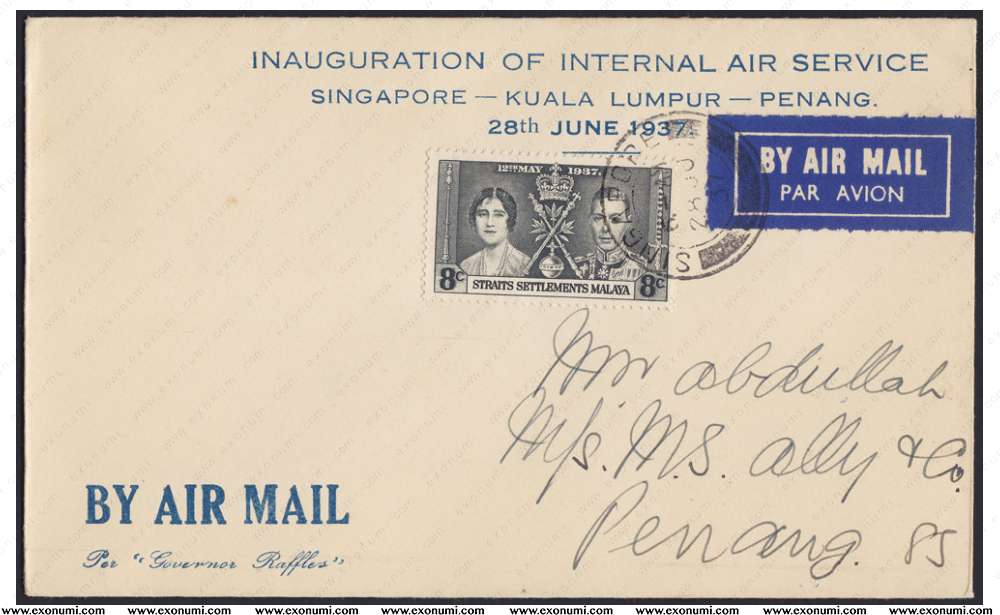 INAUGURATION OF INTERNAL AIR SERVICE
SINGAPORE — KUALA LUMPUR — PENANG.
28th JUNE 1937
BY AIR MAIL
PAR AVION
12TH MAY 1937.
8c STRAITS SETTLEMENTS MALAYA 8c
SINGAPORE
Mr Abdullah
M/s. M.S. Ally & Co.
Penang. 85
BY AIR MAIL
Per "Governor Raffles"
www.exonumi.com www.exonumi.com www.exonumi.com www.exonumi.com www.exonumi.com www.exonumi.com www.exonumi.com www.exonumi.com